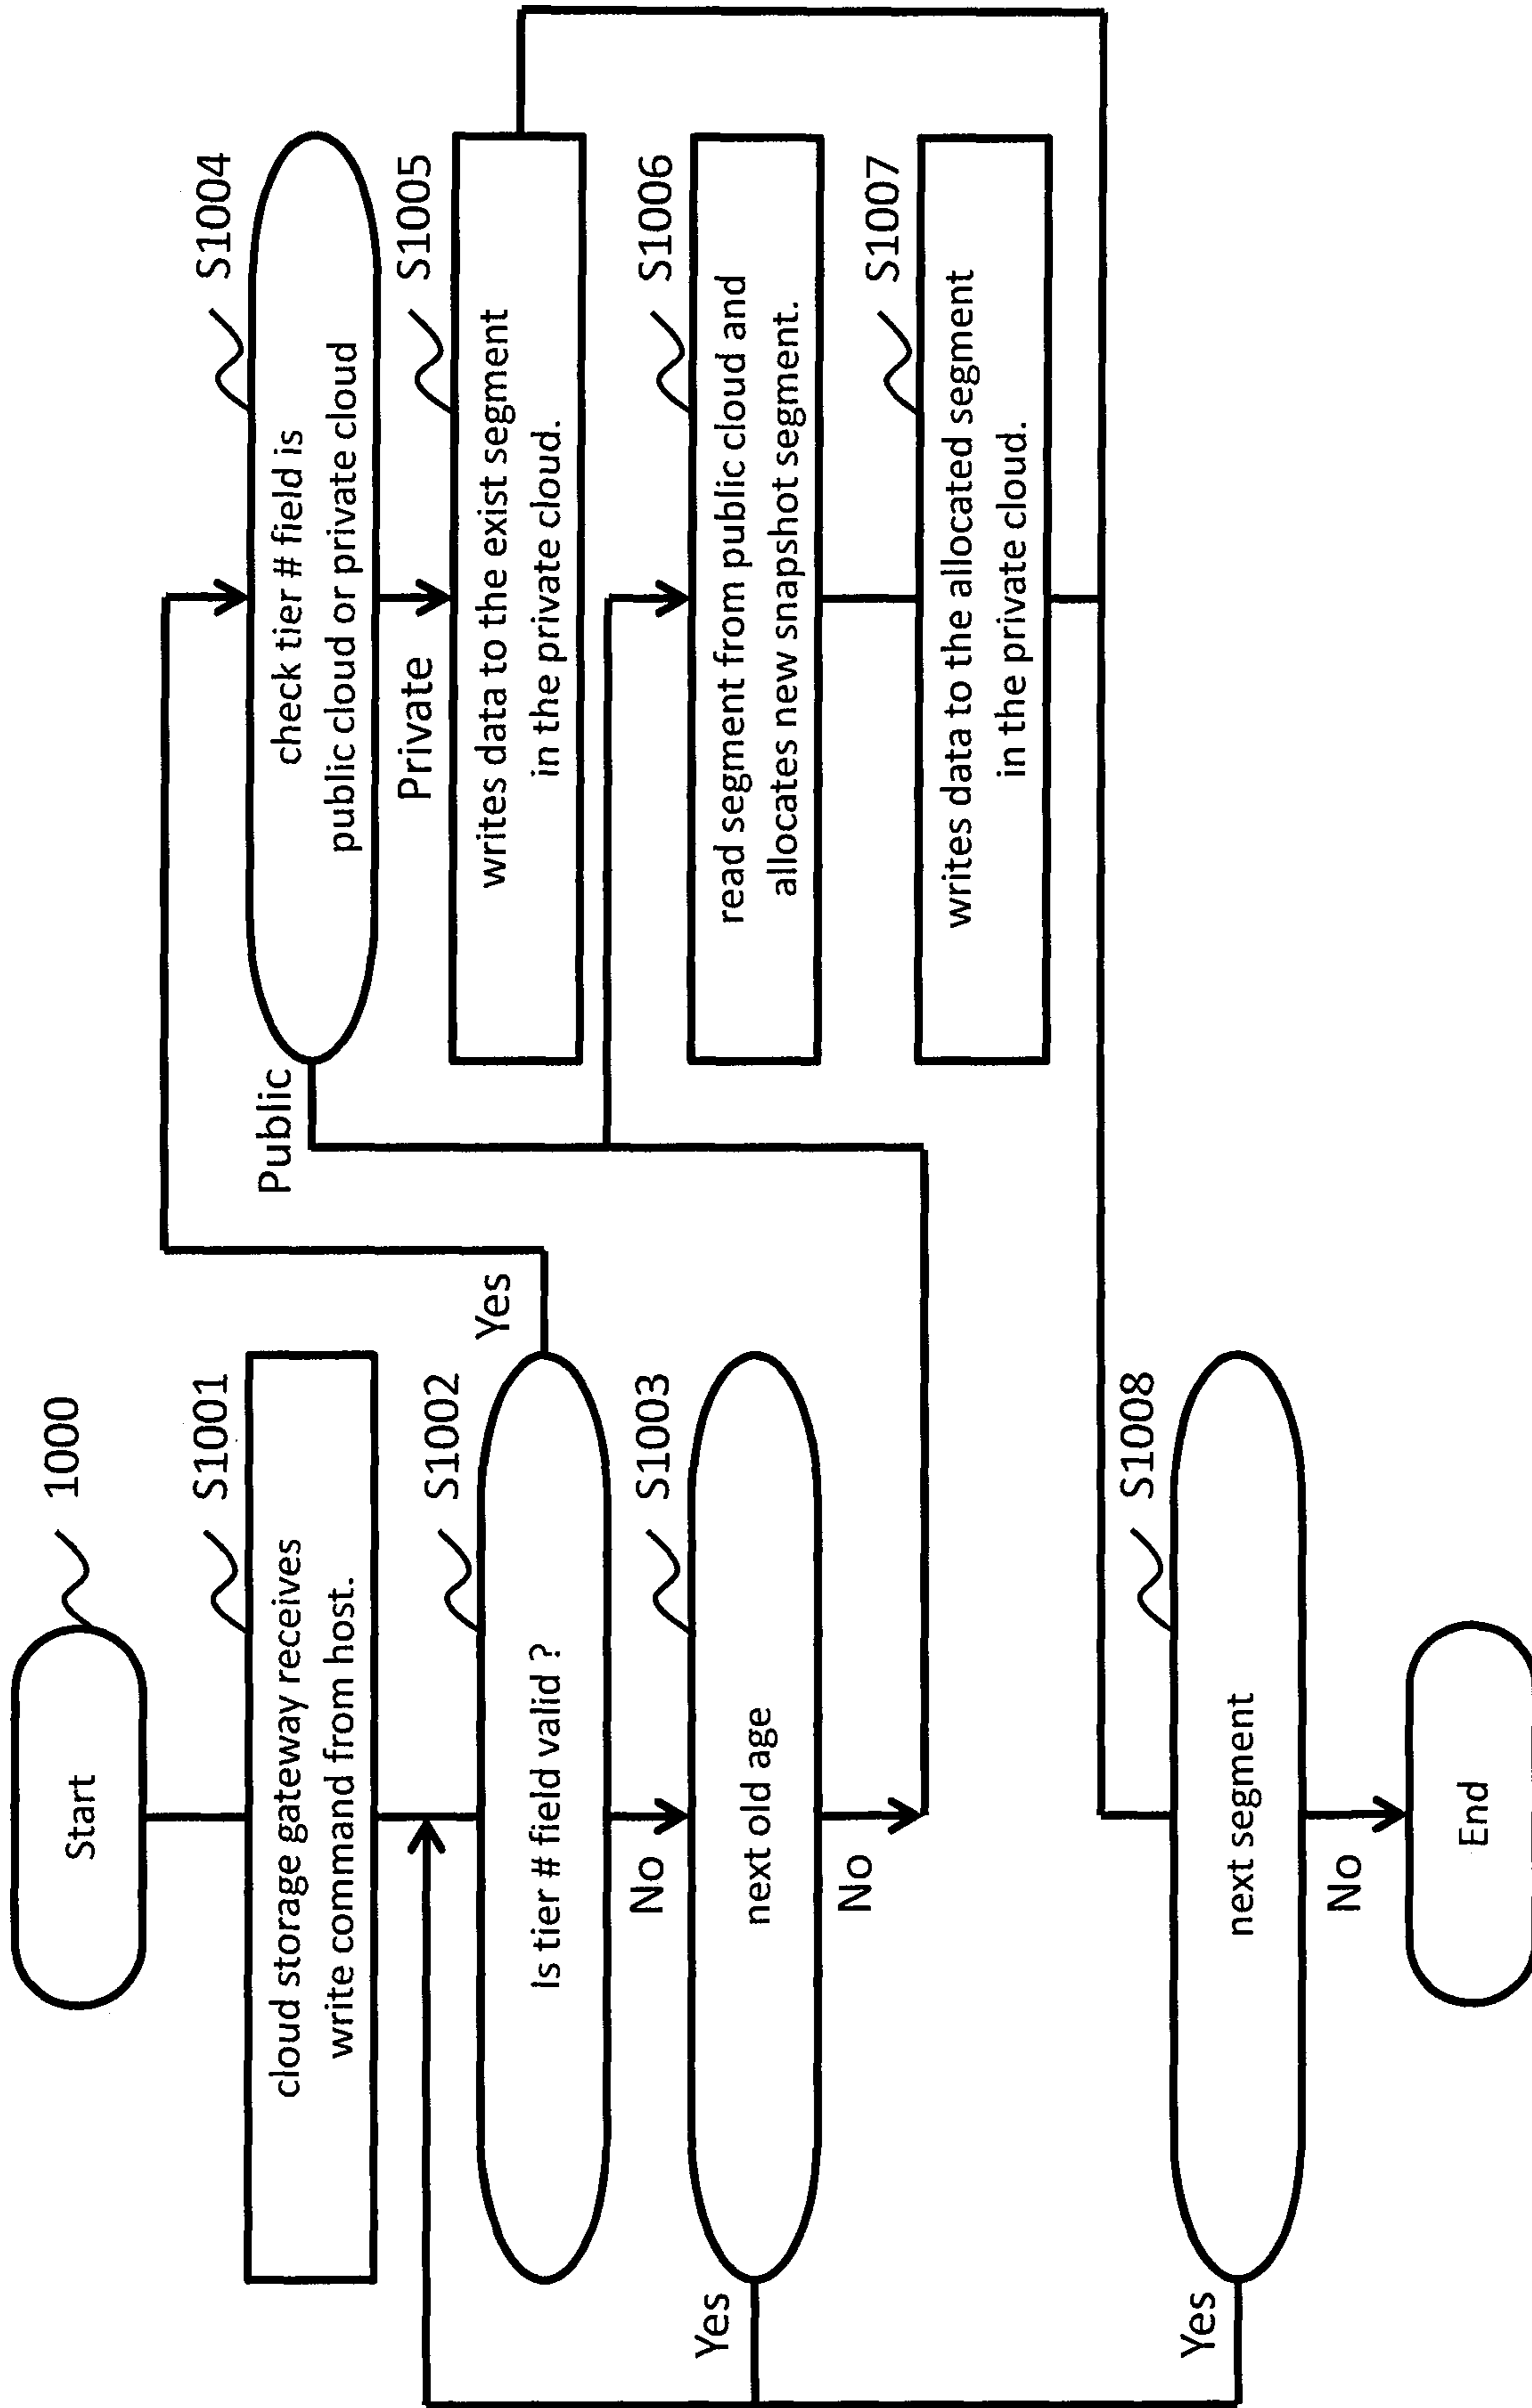 1000
Start
S1001
cloud storage gateway receives
write command from host.
S1002
Is tier # field valid ?
Yes
No
S1003
next old age
Yes
No
S1004
check tier # field is
public cloud or private cloud
Public
Private
S1005
writes data to the exist segment
in the private cloud.
S1006
read segment from public cloud and
allocates new snapshot segment.
S1007
writes data to the allocated segment
in the private cloud.
S1008
next segment
Yes
No
End